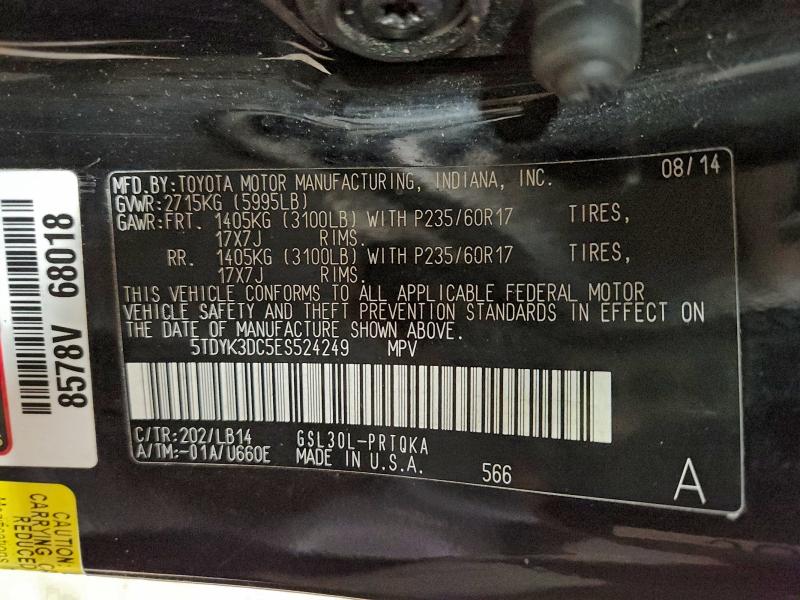 MFD.BY:TOYOTA MOTOR MANUFACTURING, INDIANA, INC. 08/14
GVWR:2715KG (5995LB)
GAWR:FRT. 1405KG (3100LB) WITH P235/60R17 TIRES,
17X7J RIMS.
RR. 1405KG (3100LB) WITH P235/60R17 TIRES,
17X7J RIMS.
THIS VEHICLE CONFORMS TO ALL APPLICABLE FEDERAL MOTOR
VEHICLE SAFETY AND THEFT PREVENTION STANDARDS IN EFFECT ON
THE DATE OF MANUFACTURE SHOWN ABOVE.
5TDYK3DC5ES524249 MPV
C/TR:202/LB14 GSL30L-PRTQKA
A/TM:-01A/U660E MADE IN U.S.A. 566 A
8578V 68018
CAUTION
CARRYING
REDUCE